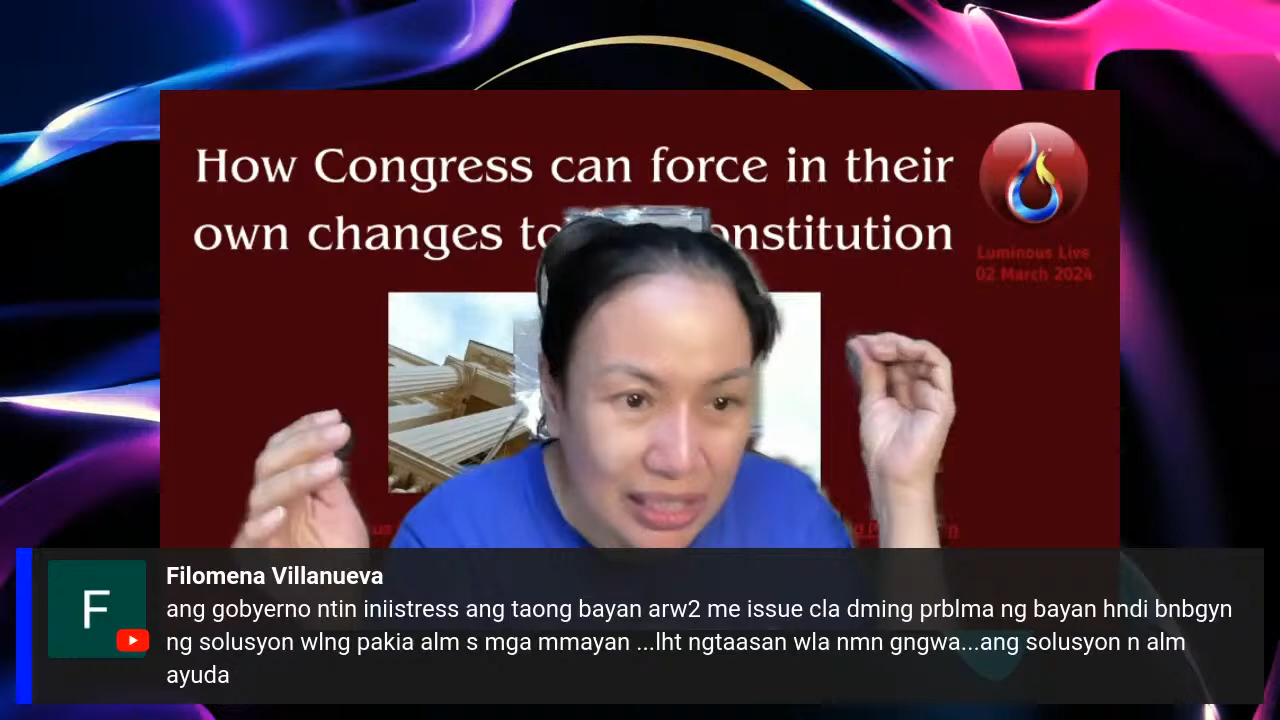 How Congress can force in their
own changes to onstitution
Luminous Live
02 March 2024
Filomena Villanueva
F
ang gobyerno ntin iniistress ang taong bayan arw2 me issue cla dming prblma ng bayan hndi bnbgyn
ng solusyon wlng pakia alm s mga mmayan ...lht ngtaasan wla nmn gngwa...ang solusyon n alm
ayuda